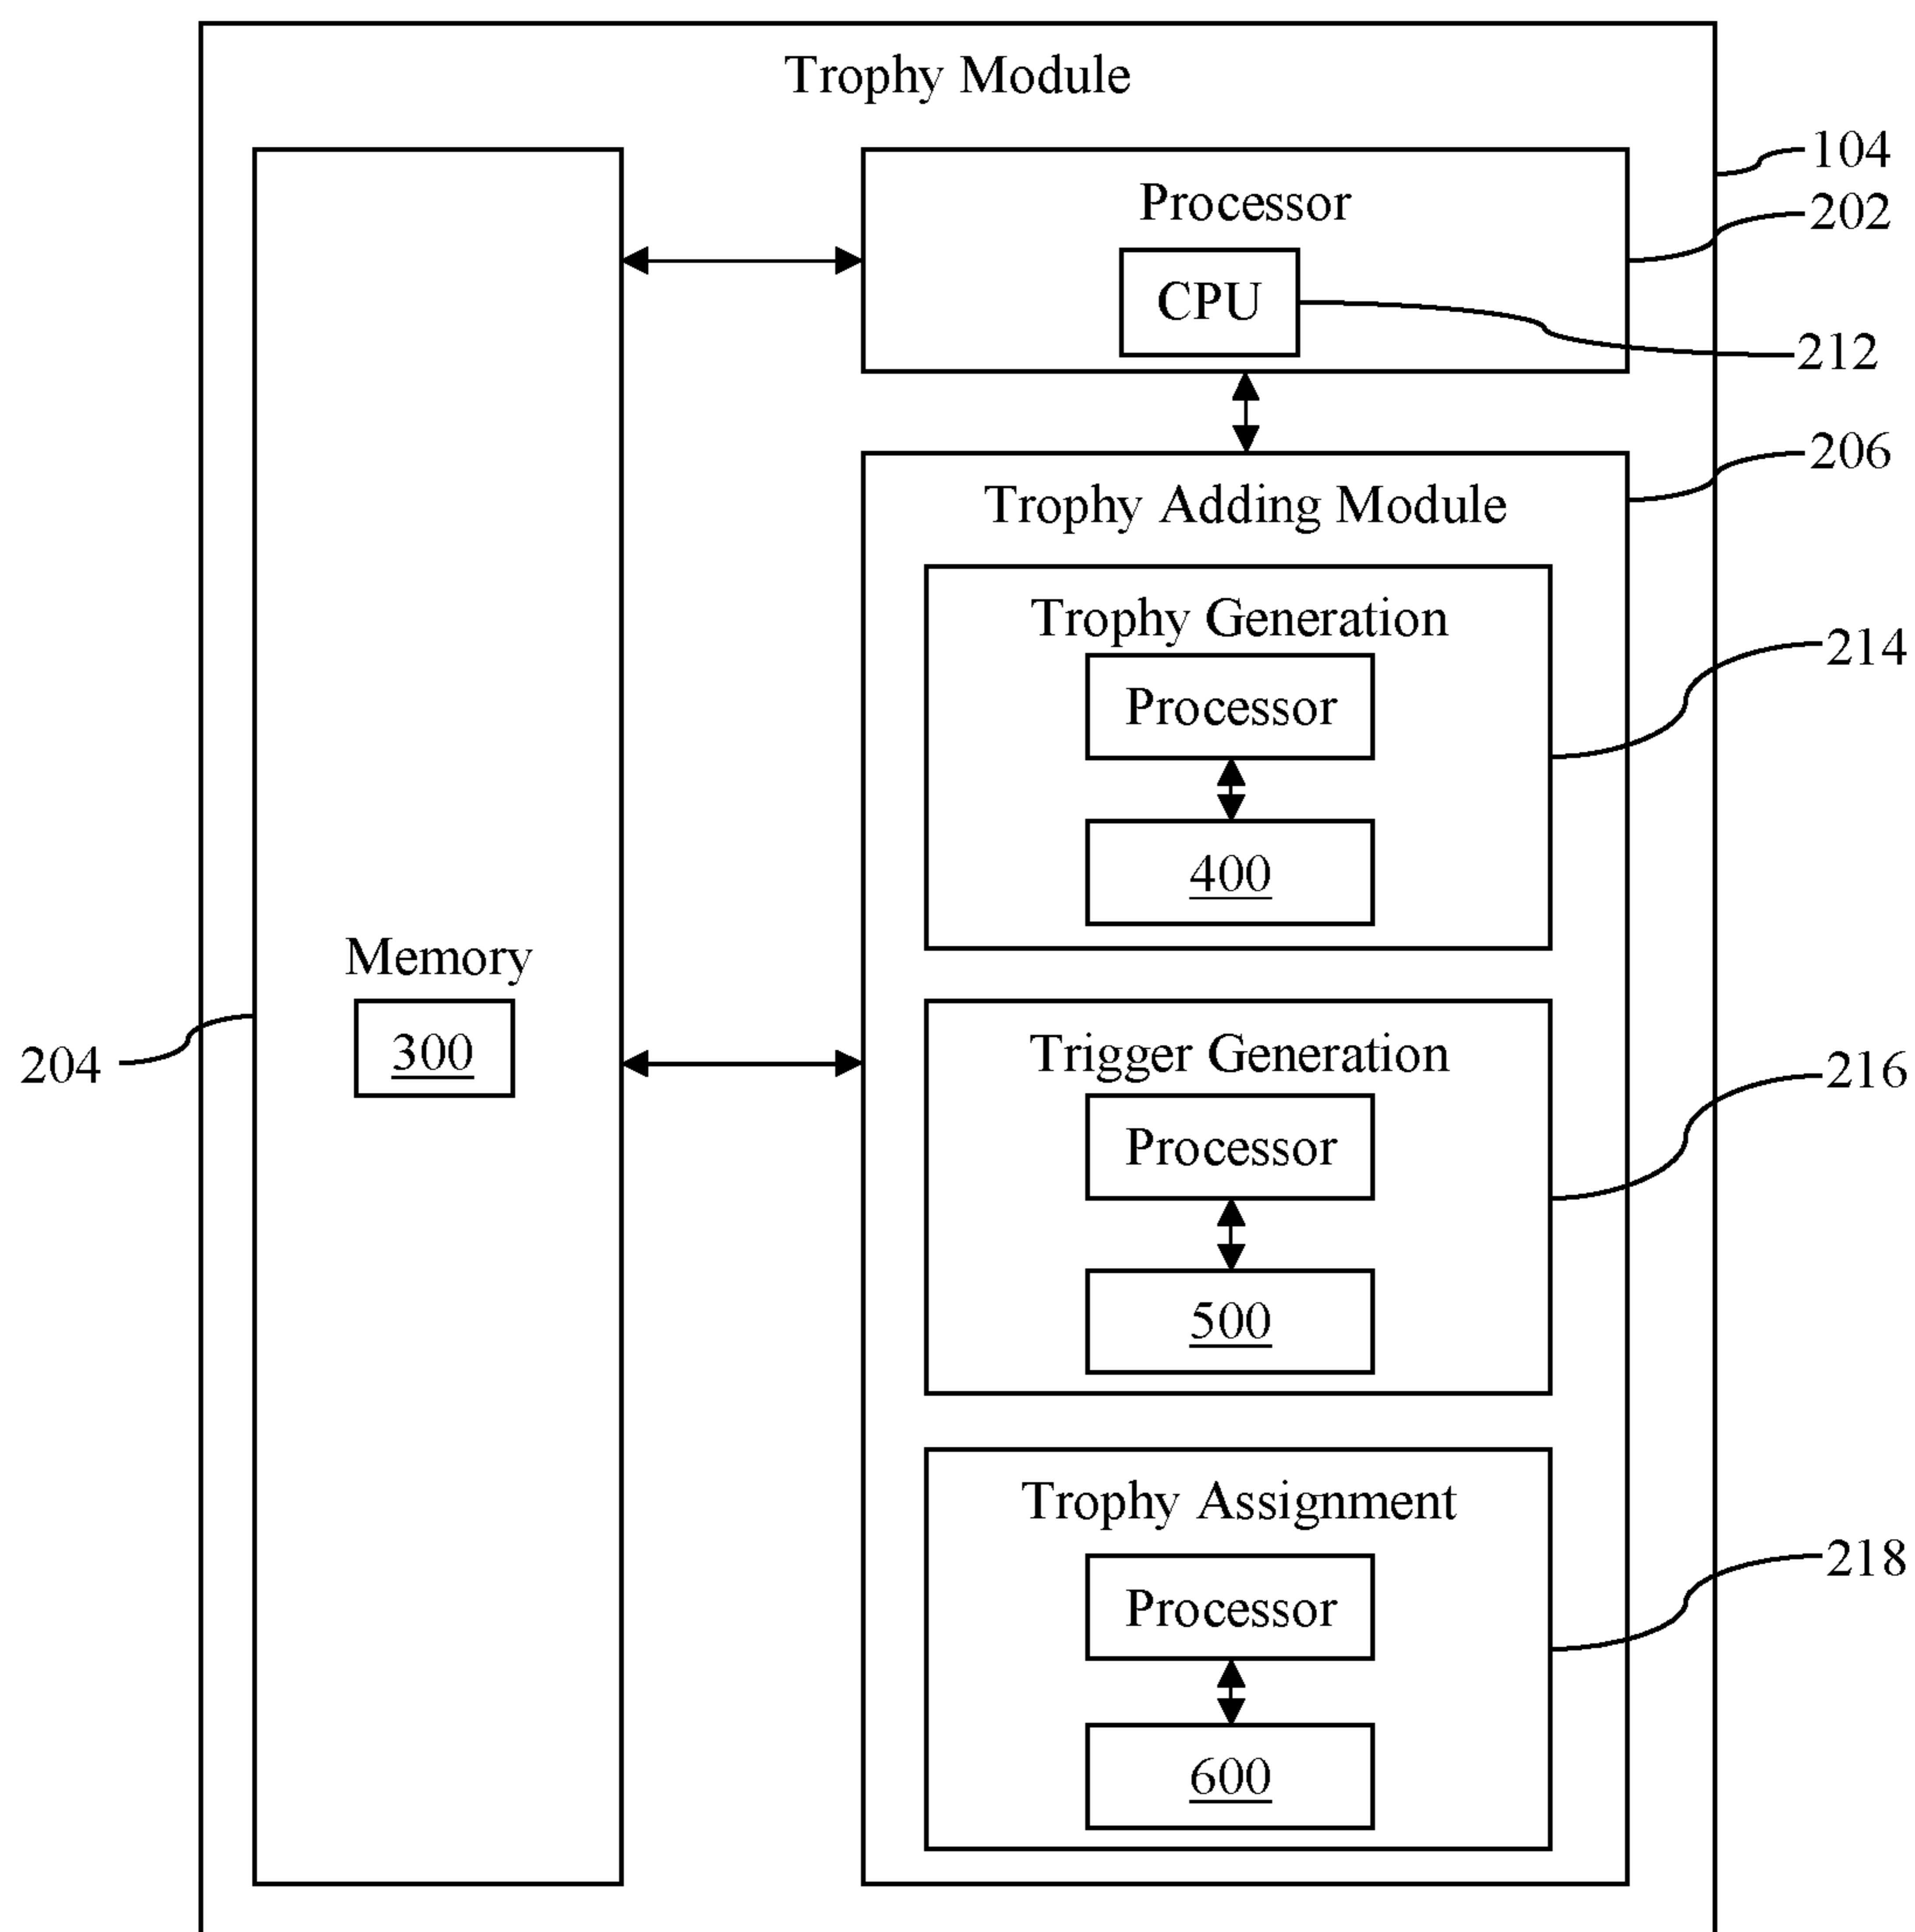 Trophy Module
104
Processor
202
CPU
212
206
Trophy Adding Module
Trophy Generation
214
Processor
400
Memory
300
204
Trigger Generation
216
Processor
500
Trophy Assignment
218
Processor
600